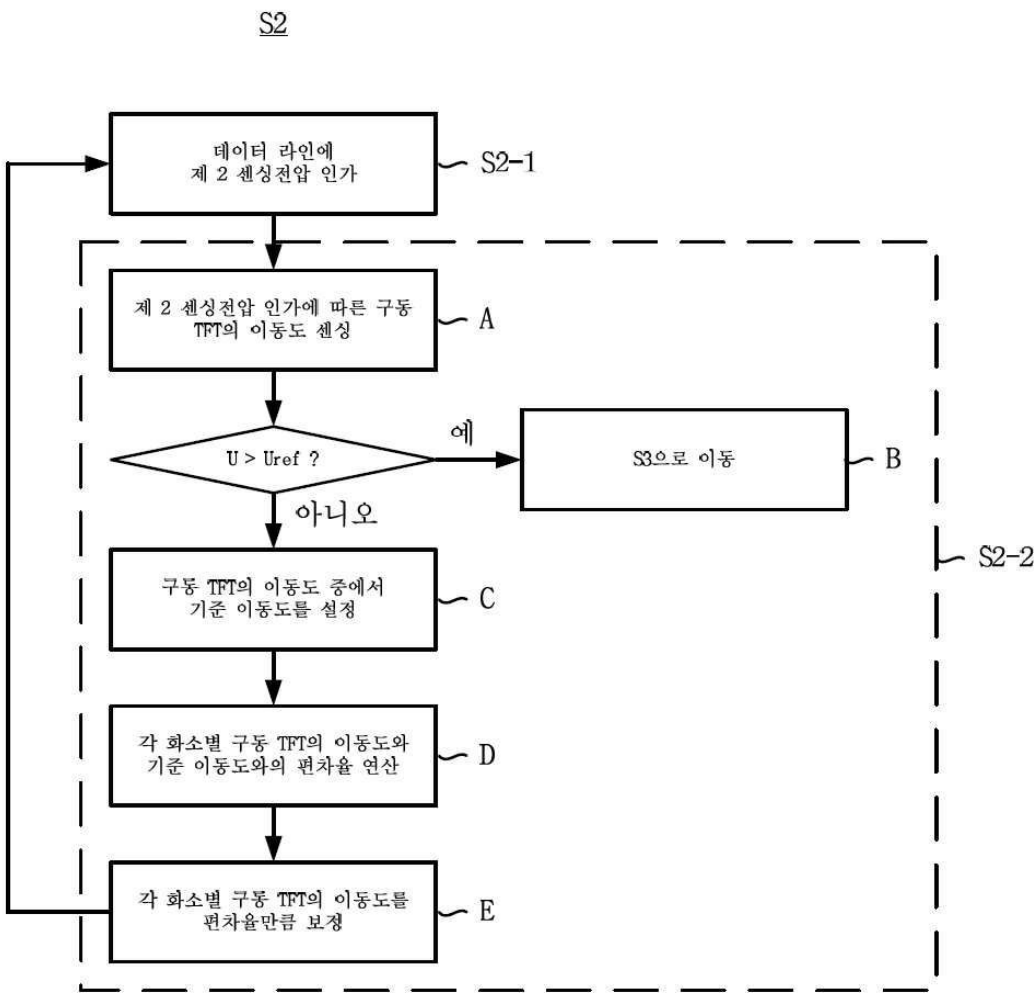 S2
데이터 라인에
제 2 센싱전압 인가
S2-1
제 2 센싱전압 인가에 따른 구동
TFT의 이동도 센싱
A
U > Uref ?
예
S3으로 이동
B
아니오
S2-2
구동 TFT의 이동도 중에서
기준 이동도를 설정
C
각 화소별 구동 TFT의 이동도와
기준 이동도와의 편차율 연산
D
각 화소별 구동 TFT의 이동도를
편차율만큼 보정
E